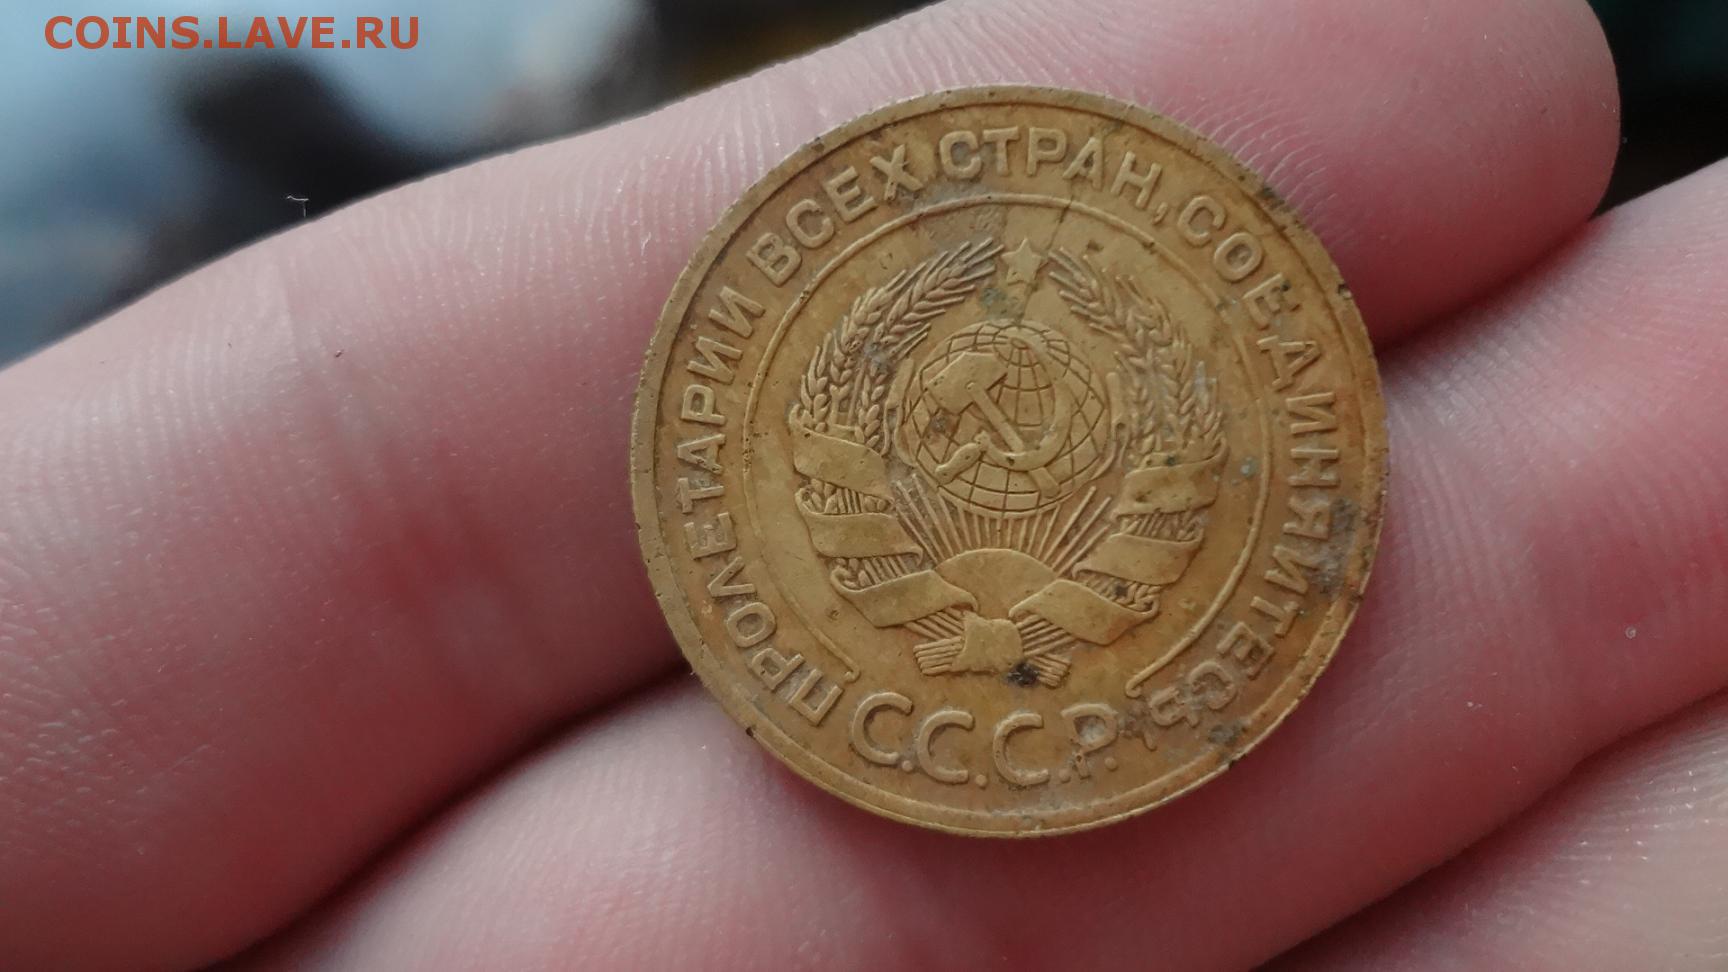 COINS.LAVE.RU
ПРОЛЕТАРИИ ВСЕХ СТРАН, СОЕДИНЯЙТЕСЬ
С.С.С.Р.